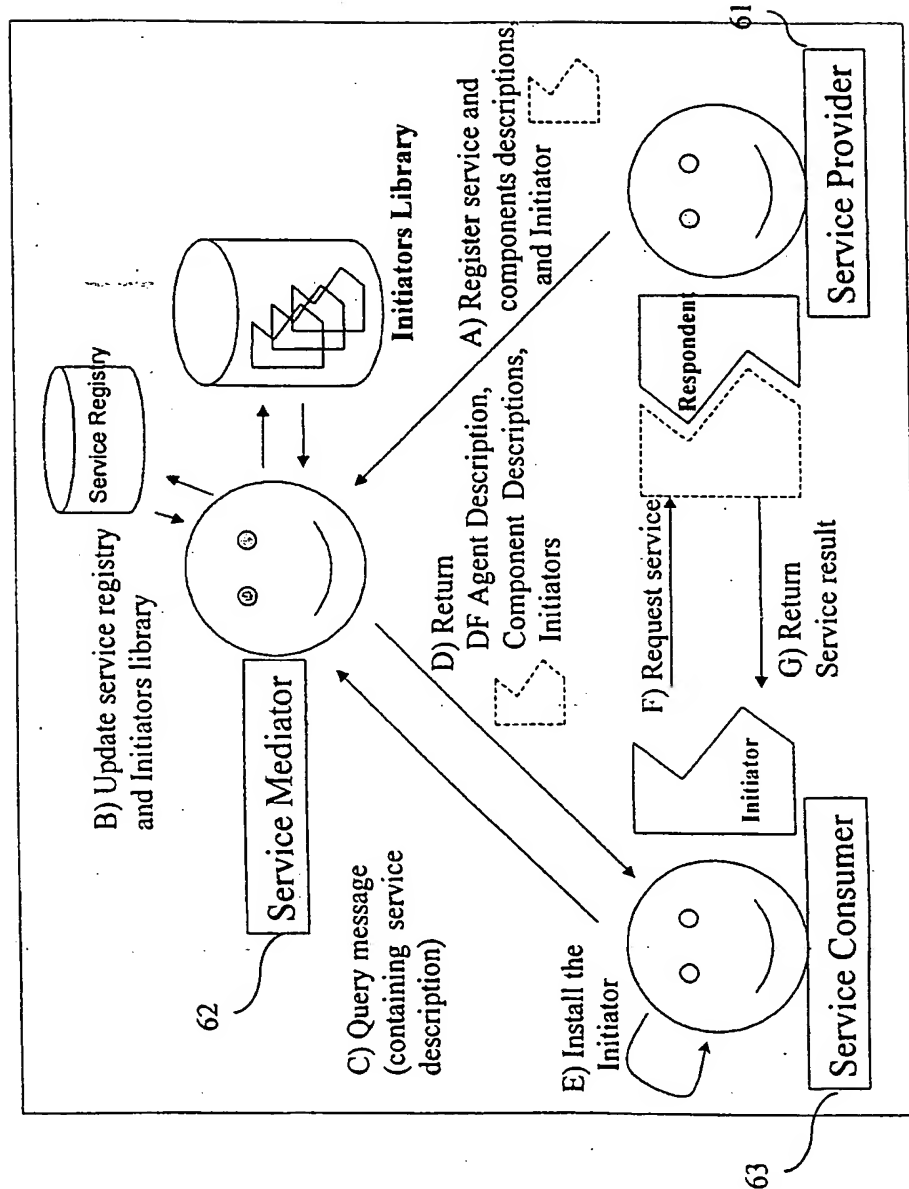 B) Update service registry
and Initiators library
Service Registry
Initiators Library
62
Service Mediator
C) Query message
(containing service
description)
D) Return
DF Agent Description,
Component Descriptions,
Initiators
A) Register service and
components descriptions,
and Initiator
E) Install the
Initiator
Initiator
F) Request service
G) Return
Service result
Respondent
63
Service Consumer
Service Provider
61